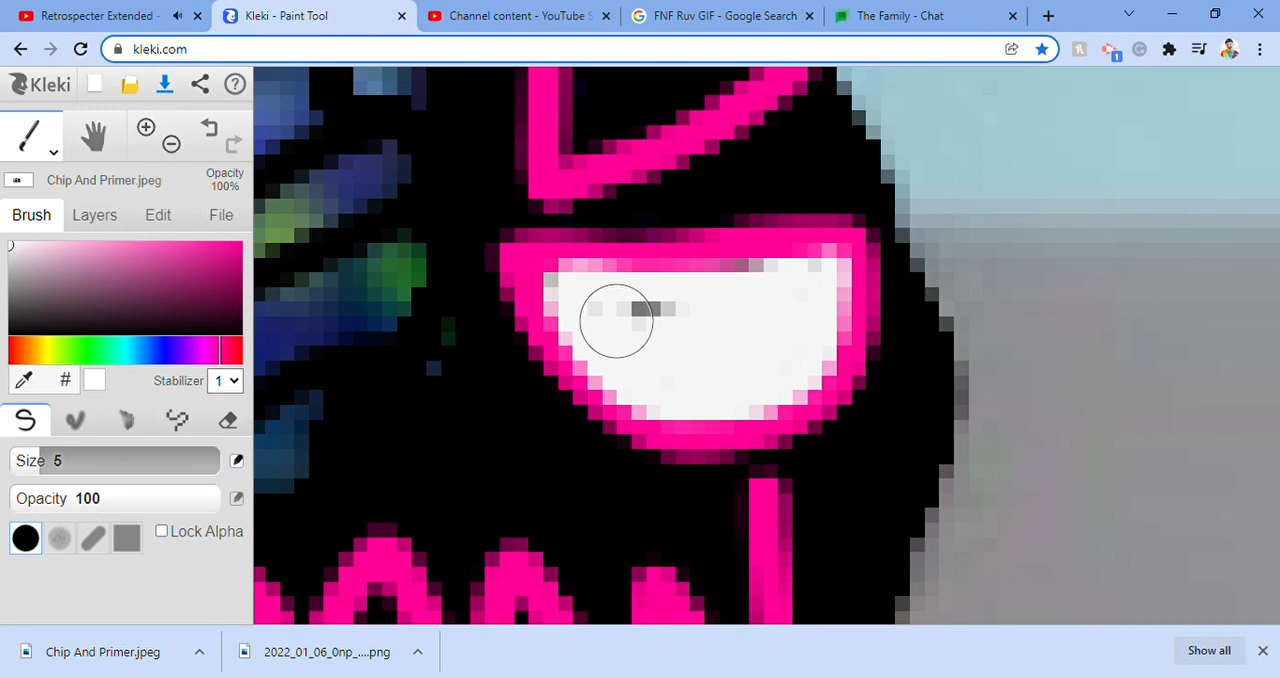 Retrospecter Extended -
Kleki - Paint Tool
Channel content - YouTube S
FNF Ruv GIF - Google Search
The Family - Chat
kleki.com
1
Kleki
Chip And Primer.jpeg
Opacity
100%
Brush
Layers
Edit
File
#
Stabilizer
1
Size 5
Opacity 100
Lock Alpha
Chip And Primer.jpeg
2022_01_06_0np_....png
Show all